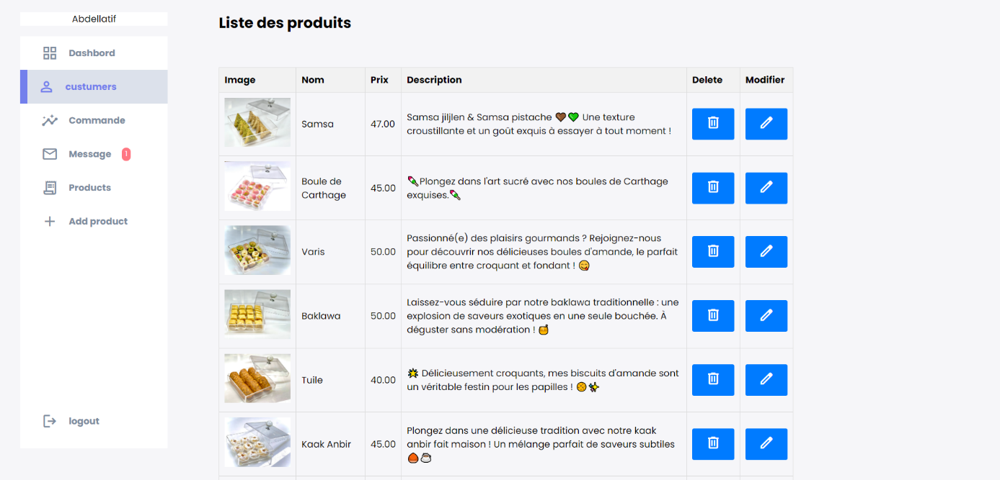 Abdellatif
Dashbord
custumers
Commande
Message 1
Products
Add product
logout
Liste des produits
Image Nom Prix Description Delete Modifier
Samsa 47.00 Samsa jiljlen & Samsa pistache 🤎💚 Une texture
croustillante et un goût exquis à essayer à tout moment !
Boule de
Carthage
45.00
🍡Plongez dans l'art sucré avec nos boules de Carthage
exquises.🍡
Varis 50.00
Passionné(e) des plaisirs gourmands ? Rejoignez-nous
pour découvrir nos délicieuses boules d'amande, le parfait
équilibre entre croquant et fondant ! 😋
Baklawa 50.00
Laissez-vous séduire par notre baklawa traditionnelle : une
explosion de saveurs exotiques en une seule bouchée. À
déguster sans modération ! 🍯
Tuile 40.00
🌟 Délicieusement croquants, mes biscuits d'amande sont
un véritable festin pour les papilles ! 🍪✨
Kaak Anbir 45.00
Plongez dans une délicieuse tradition avec notre kaak
anbir fait maison ! Un mélange parfait de saveurs subtiles
🌰🍚